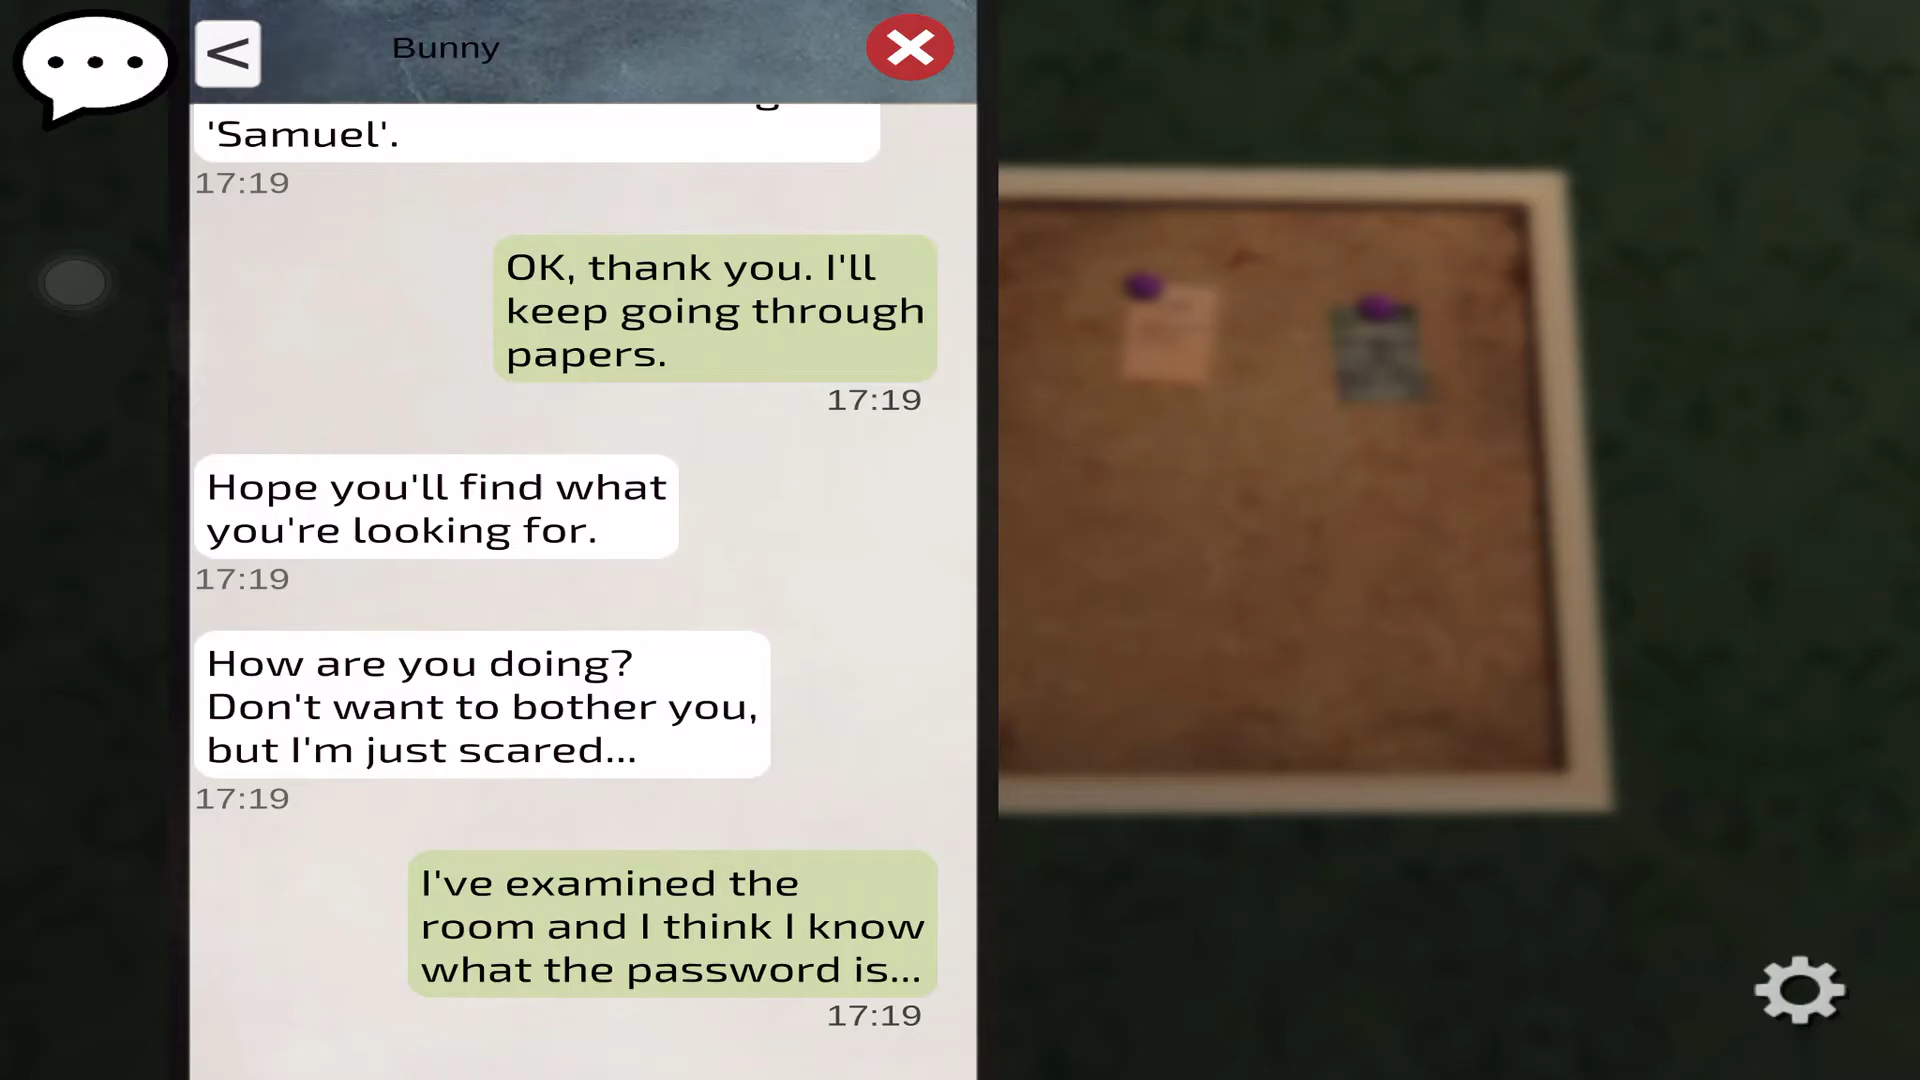 Bunny
'Samuel'.
17:19
OK, thank you. I'll
keep going through
papers.
17:19
Hope you'll find what
you're looking for.
17:19
How are you doing?
Don't want to bother you,
but I'm just scared...
17:19
I've examined the
room and I think I know
what the password is...
17:19